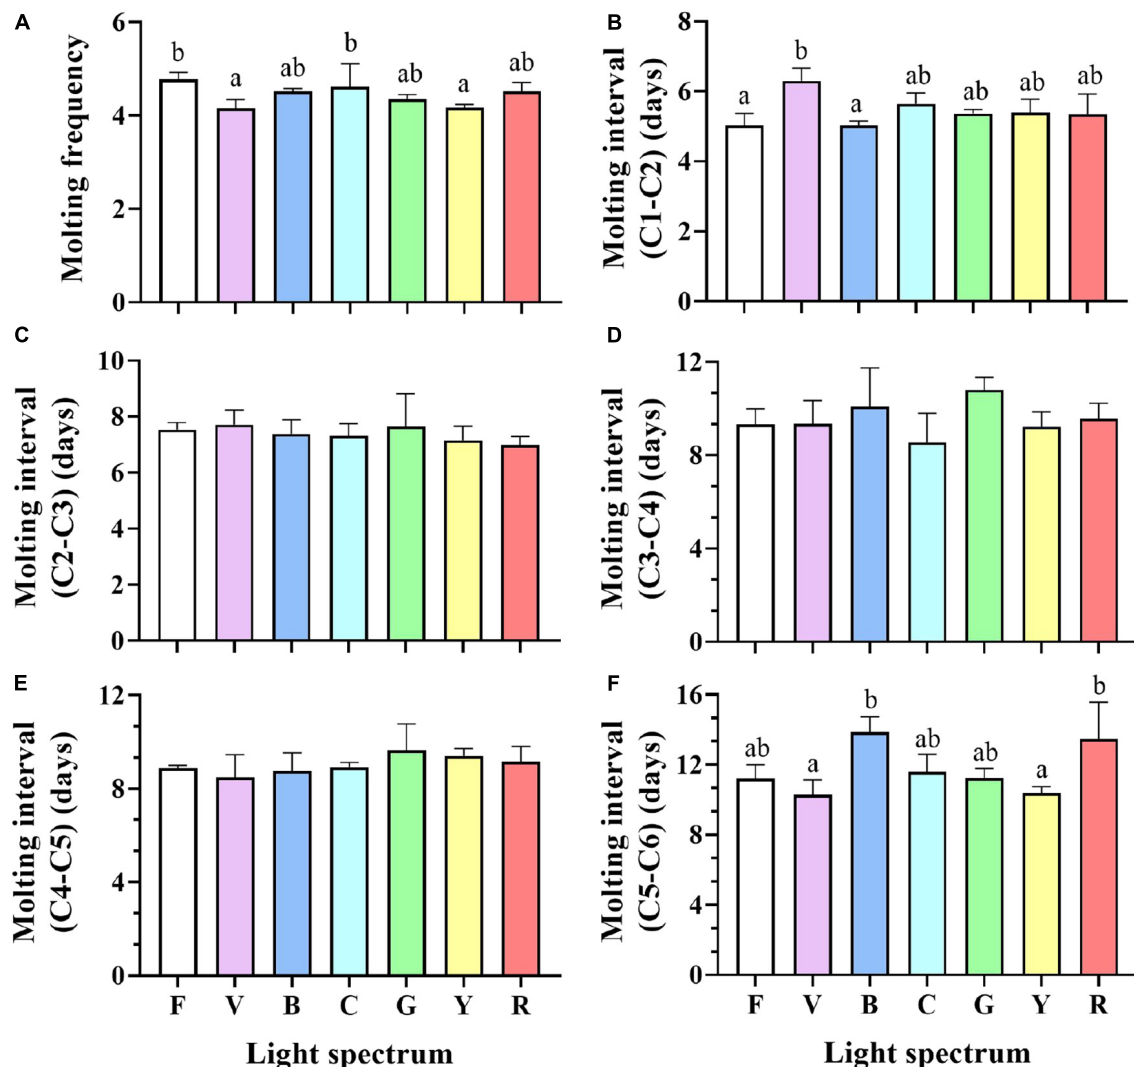 A
Molting frequency
6
4
2
0
b
a
ab
b
ab
a
ab
B
Molting interval
(C1-C2) (days)
8
6
4
2
0
a
b
a
ab
ab
ab
ab
C
Molting interval
(C2-C3) (days)
10
8
6
4
2
0
D
Molting interval
(C3-C4) (days)
12
8
4
0
E
Molting interval
(C4-C5) (days)
12
8
4
0
F V B C G Y R
Light spectrum
F
Molting interval
(C5-C6) (days)
16
12
8
4
0
ab
a
b
ab
ab
a
b
F V B C G Y R
Light spectrum